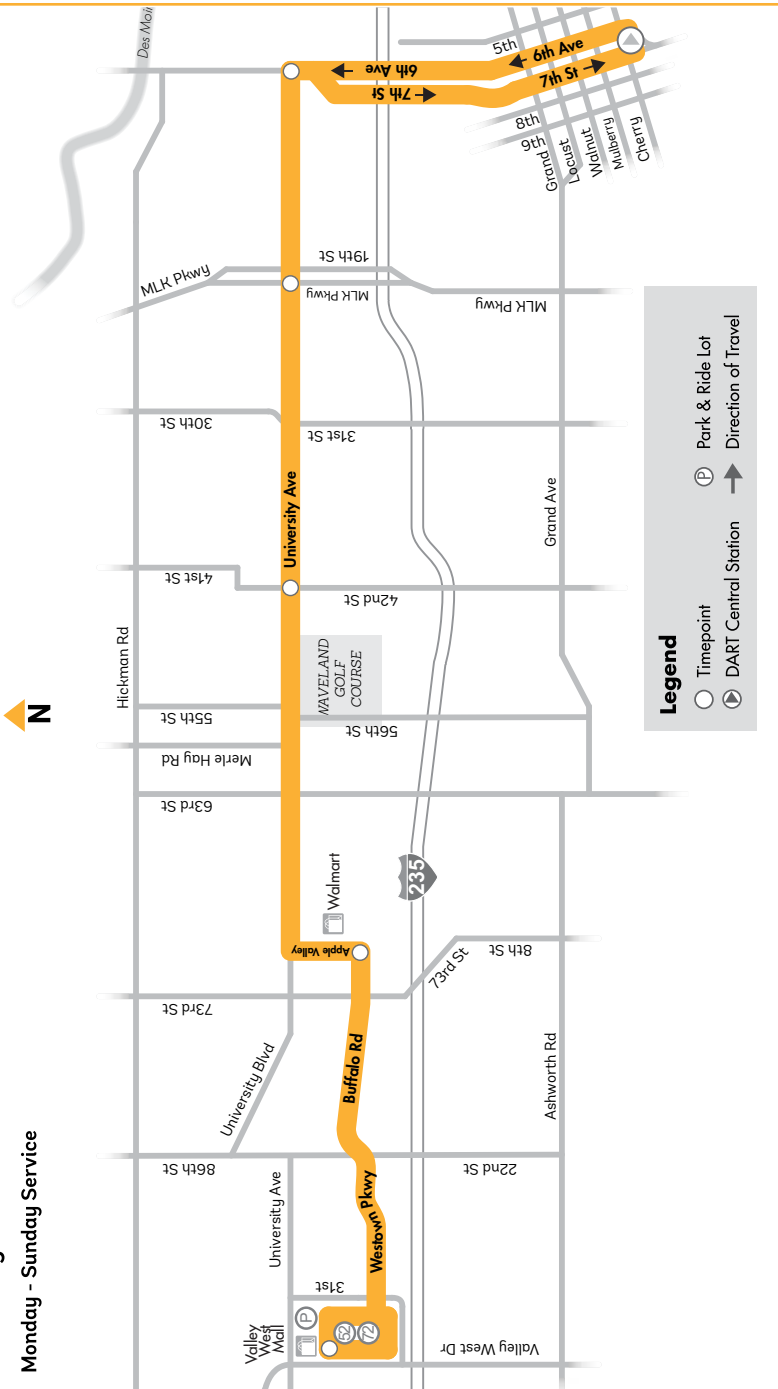 Monday - Sunday Service
N
Des Moi
Hickman Rd
MLK Pkwy
19th St
MLK Pkwy
MLK Pkwy
30th St
31st St
41st St
42nd St
55th St
56th St
Merle Hay Rd
63rd St
73rd St
73rd St
8th St
University Blvd
86th St
22nd St
University Ave
31st
Valley West Dr
Valley
West
Mall
P
52
72
Westown Pkwy
Buffalo Rd
Apple Valley
Walmart
University Ave
WAVELAND
GOLF
COURSE
235
Ashworth Rd
Grand Ave
6th Ave
7th St
6th Ave
7th St
5th
8th
9th
Grand
Locust
Walnut
Mulberry
Cherry
Legend
Timepoint
P Park & Ride Lot
DART Central Station
Direction of Travel